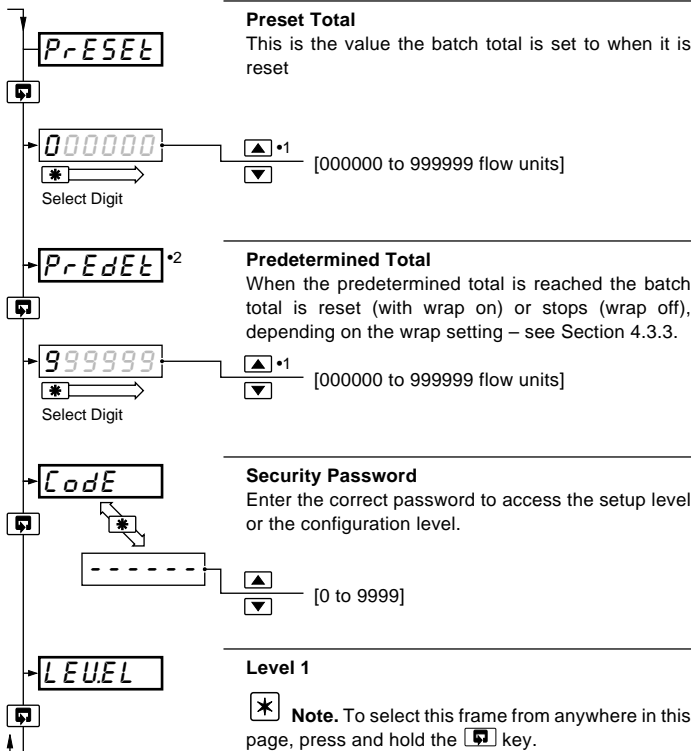 Preset Total
PrESEt
This is the value the batch total is set to when it is
reset
000000
•1
[000000 to 999999 flow units]
Select Digit
PrEdEt •2
Predetermined Total
When the predetermined total is reached the batch
total is reset (with wrap on) or stops (wrap off),
depending on the wrap setting – see Section 4.3.3.
999999
•1
[000000 to 999999 flow units]
Select Digit
CodE
Security Password
Enter the correct password to access the setup level
or the configuration level.
- - - - - -
[0 to 9999]
LEU.EL
Level 1
Note. To select this frame from anywhere in this
page, press and hold the key.